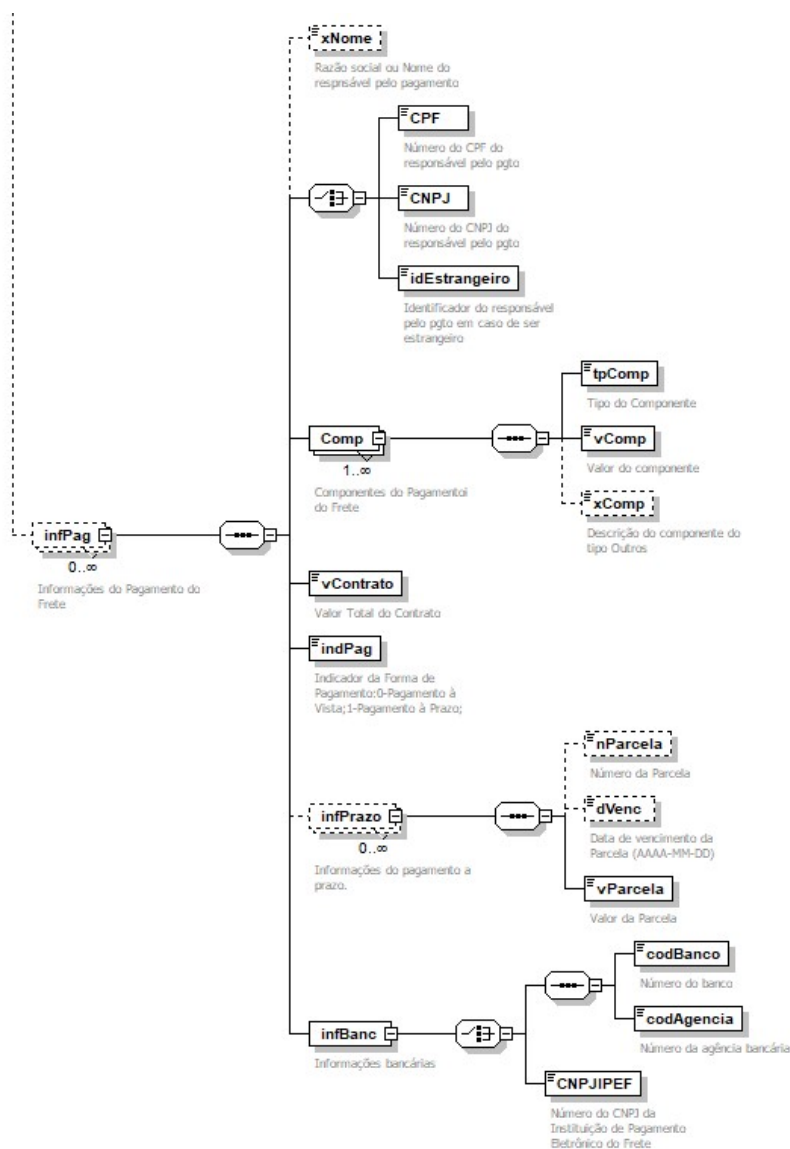 xNome
Razão social ou Nome do
respnsável pelo pagamento
CPF
Número do CPF do
responsável pelo pgto
CNPJ
Número do CNPJ do
responsável pelo pgto
idEstrangeiro
Identificador do responsável
pelo pgto em caso de ser
estrangeiro
Comp
1..∞
Componentes do Pagamentoi
do Frete
tpComp
Tipo do Componente
vComp
Valor do componente
xComp
Descrição do componente do
tipo Outros
infPag
0..∞
Informações do Pagamento do
Frete
vContrato
Valor Total do Contrato
indPag
Indicador da Forma de
Pagamento:0-Pagamento à
Vista;1-Pagamento à Prazo;
infPrazo
0..∞
Informações do pagamento a
prazo.
nParcela
Número da Parcela
dVenc
Data de vencimento da
Parcela (AAAA-MM-DD)
vParcela
Valor da Parcela
infBanc
Informações bancárias
codBanco
Número do banco
codAgencia
Número da agência bancária
CNPJIPEF
Número do CNPJ da
Instituição de Pagamento
Eletrônico do Frete